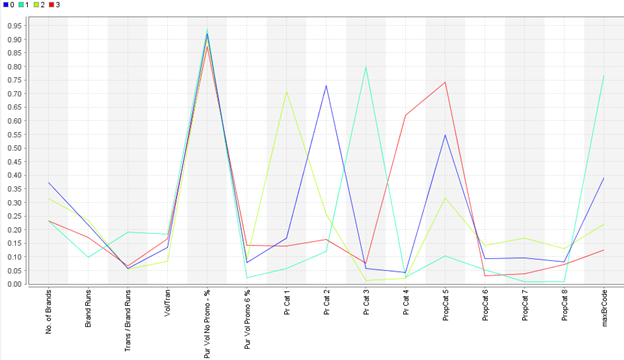 0 1 2 3
0.95
0.90
0.85
0.80
0.75
0.70
0.65
0.60
0.55
0.50
0.45
0.40
0.35
0.30
0.25
0.20
0.15
0.10
0.05
0.00
No. of Brands
Brand Runs
Trans / Brand Runs
Vol/Tran
Pur Vol No Promo - %
Pur Vol Promo 6 %
Pr Cat 1
Pr Cat 2
Pr Cat 3
Pr Cat 4
PropCat 5
PropCat 6
PropCat 7
PropCat 8
maxBrCode